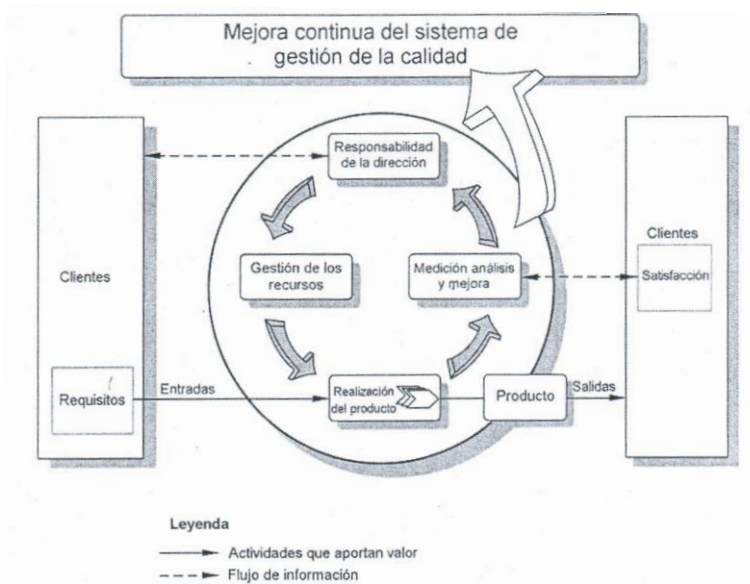 Mejora continua del sistema de
gestión de la calidad
Responsabilidad
de la dirección
Clientes
Gestión de los
recursos
Medición análisis
y mejora
Clientes
Satisfacción
Requisitos
Entradas
Realización
del producto
Producto
Salidas
Leyenda
Actividades que aportan valor
Flujo de información